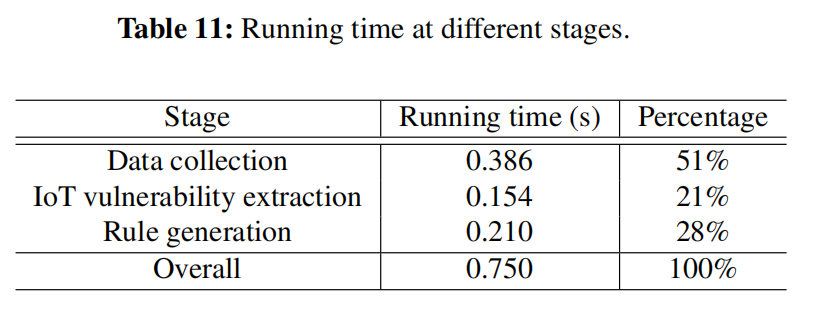 Table 11: Running time at different stages.
Stage Running time (s) Percentage
Data collection 0.386 51%
IoT vulnerability extraction 0.154 21%
Rule generation 0.210 28%
Overall 0.750 100%